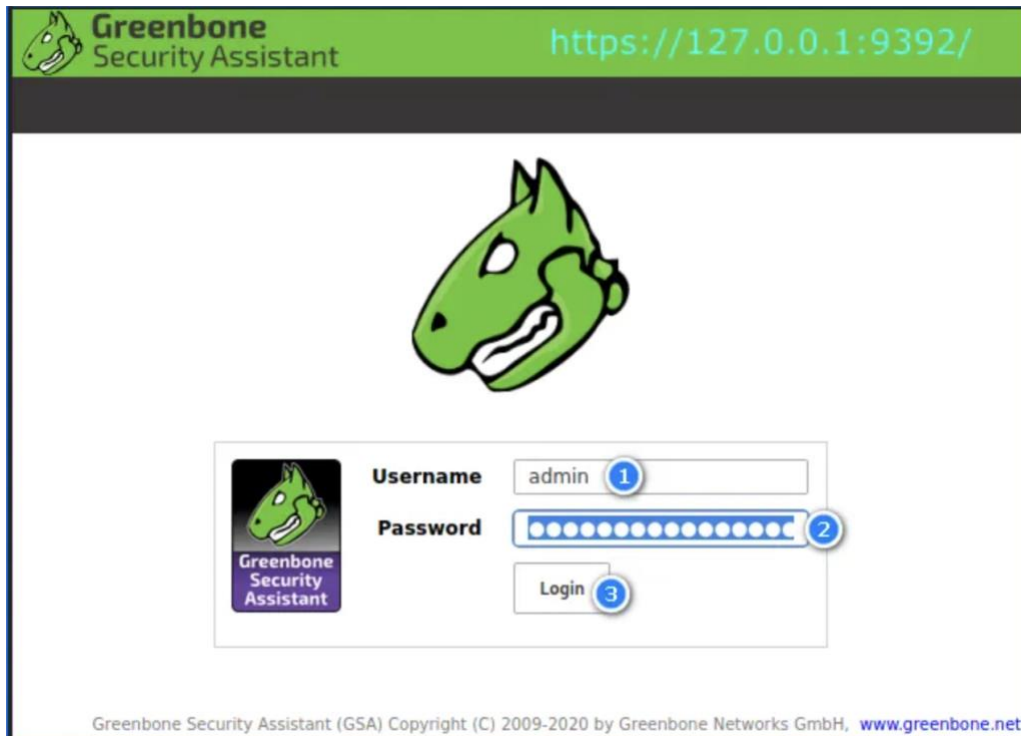 Greenbone
Security Assistant
https://127.0.0.1:9392/
Username
admin
1
Password
2
Greenbone
Security
Assistant
Login
3
Greenbone Security Assistant (GSA) Copyright (C) 2009-2020 by Greenbone Networks GmbH, www.greenbone.net